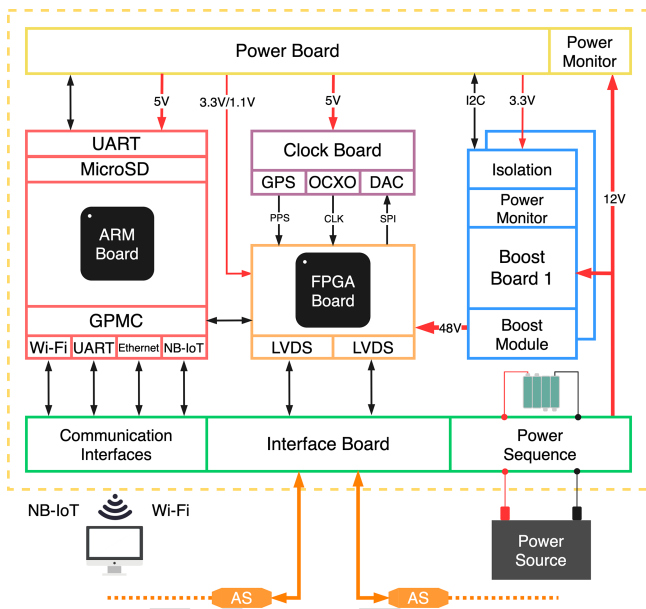 Power Board
Power
Monitor
5V
3.3V/1.1V
5V
I2C
3.3V
UART
MicroSD
ARM
Board
GPMC
Wi-Fi
UART
Ethernet
NB-IoT
Clock Board
GPS
OCXO
DAC
PPS
CLK
SPI
FPGA
Board
LVDS
LVDS
Isolation
Power
Monitor
Boost
Board 1
Boost
Module
12V
48V
Communication
Interfaces
Interface Board
Power
Sequence
NB-IoT
Wi-Fi
Power
Source
AS
AS